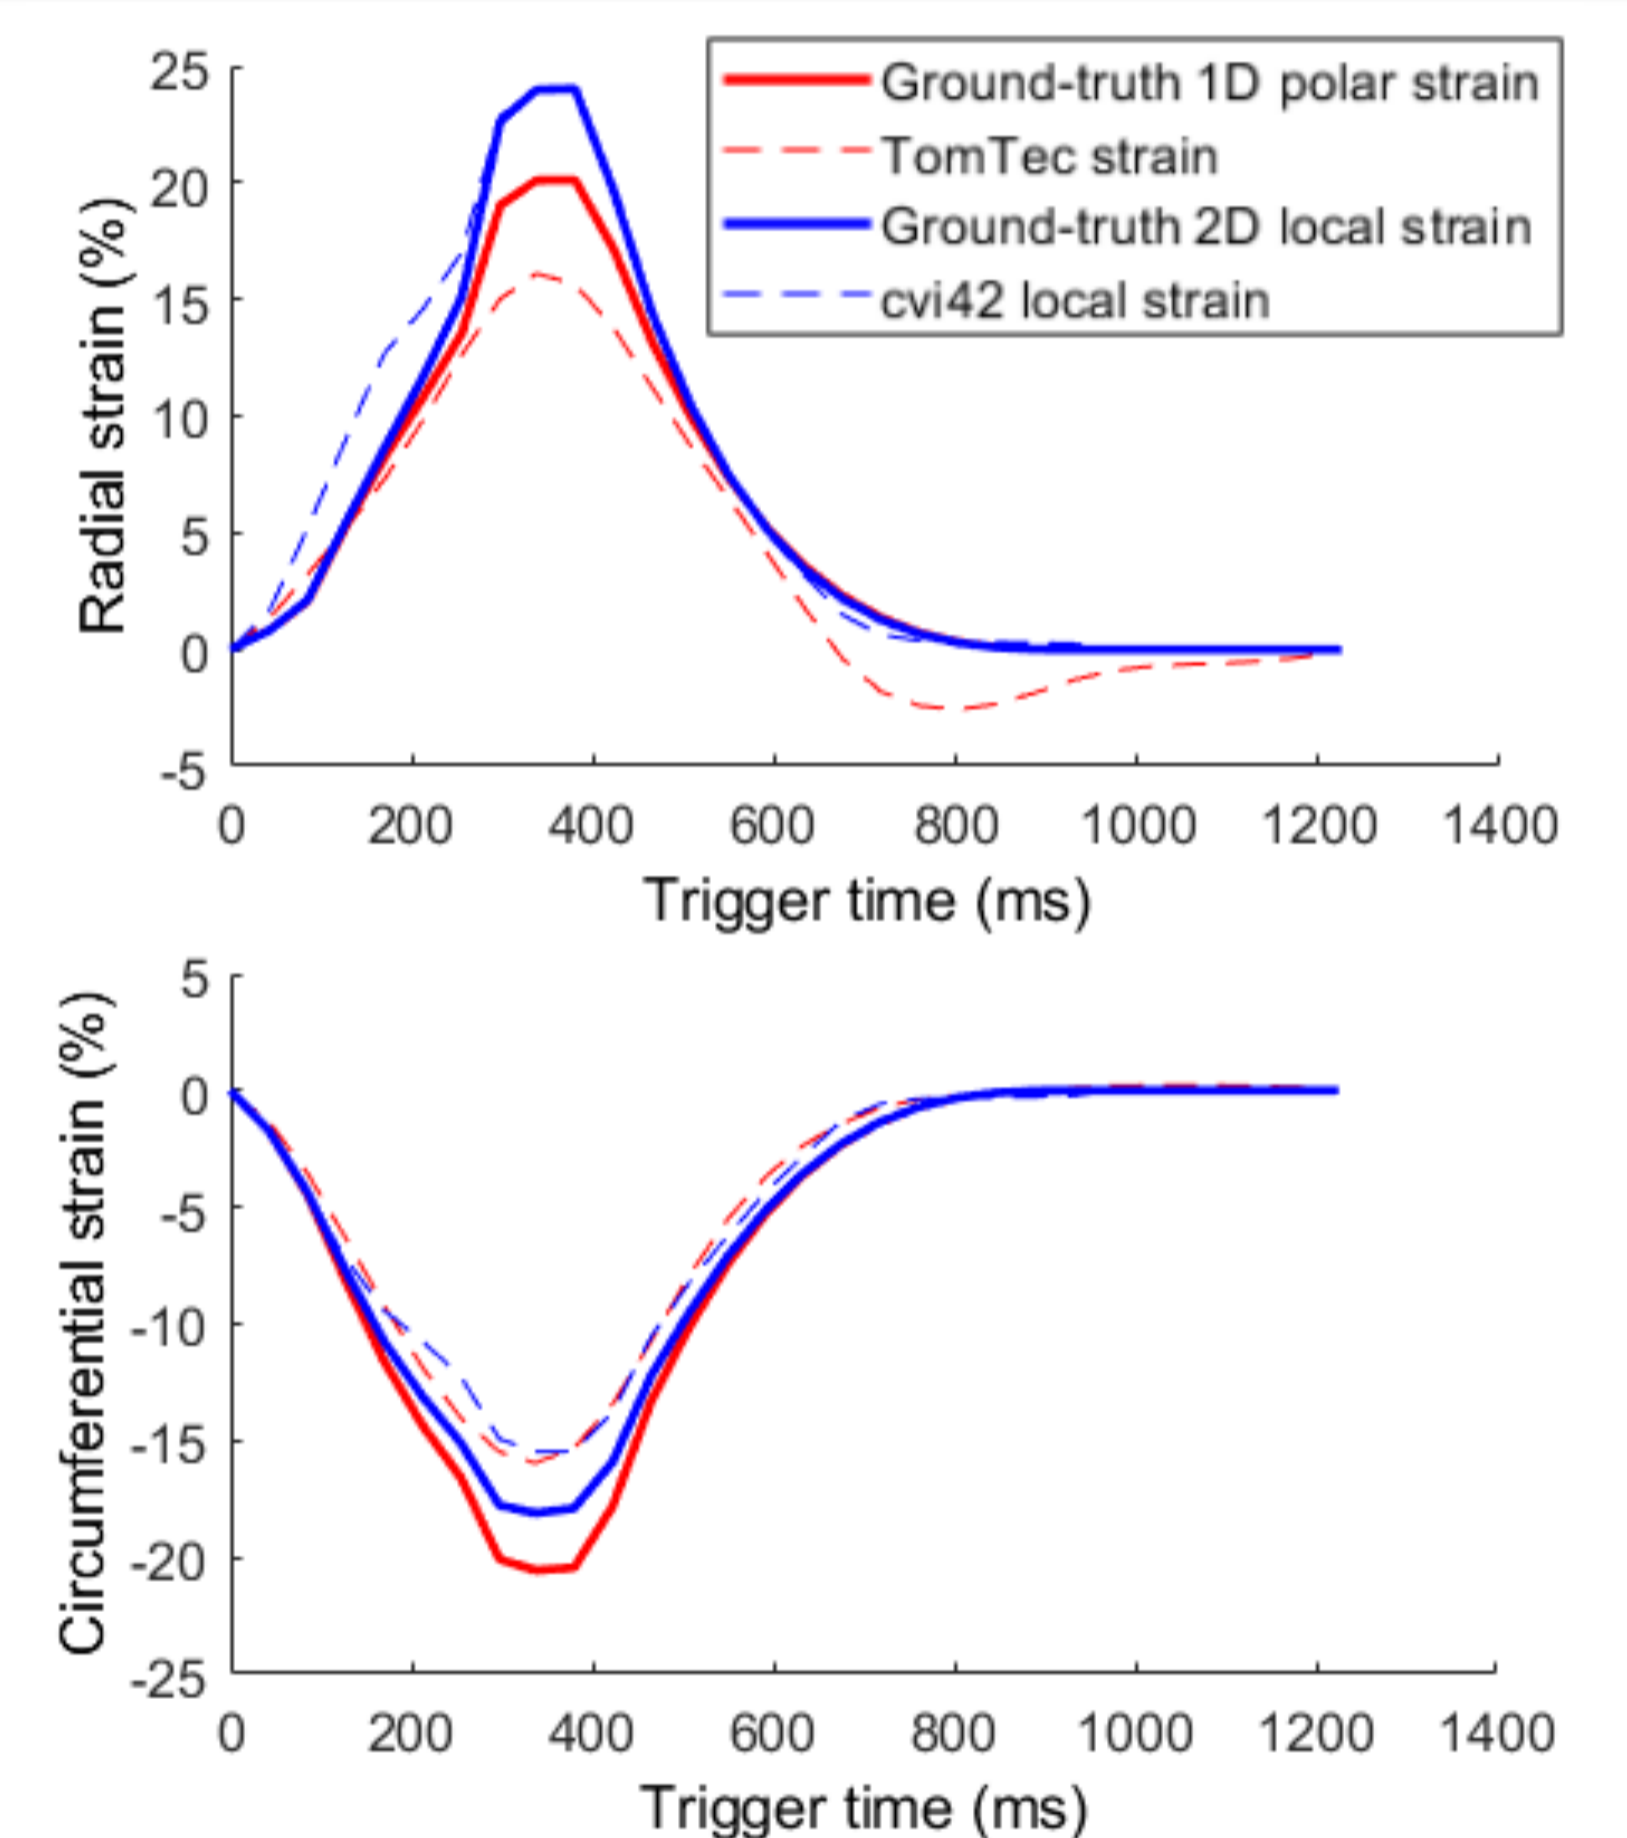 25
20
15
10
5
0
-5
Radial strain (%)
Ground-truth 1D polar strain
TomTec strain
Ground-truth 2D local strain
cvi42 local strain
0 200 400 600 800 1000 1200 1400
Trigger time (ms)
5
0
-5
-10
-15
-20
-25
Circumferential strain (%)
0 200 400 600 800 1000 1200 1400
Trigger time (ms)